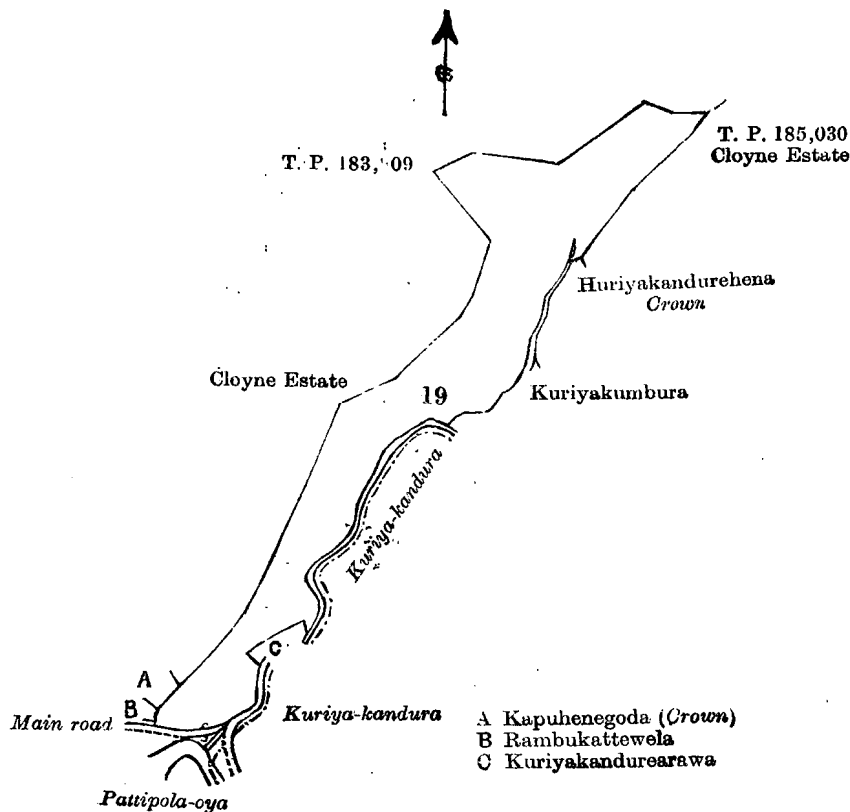 T. P. 185,030
Cloyne Estate
T. P. 183, 09
Huriyakandurehena
Crown
Cloyne Estate
19
Kuriyakumbura
Kuriya-kandura
C
A
B
Main road
Kuriya-kandura
Pattipola-oya
A Kapuhenegoda (Crown)
B Rambukattewela
C Kuriyakandurearawa